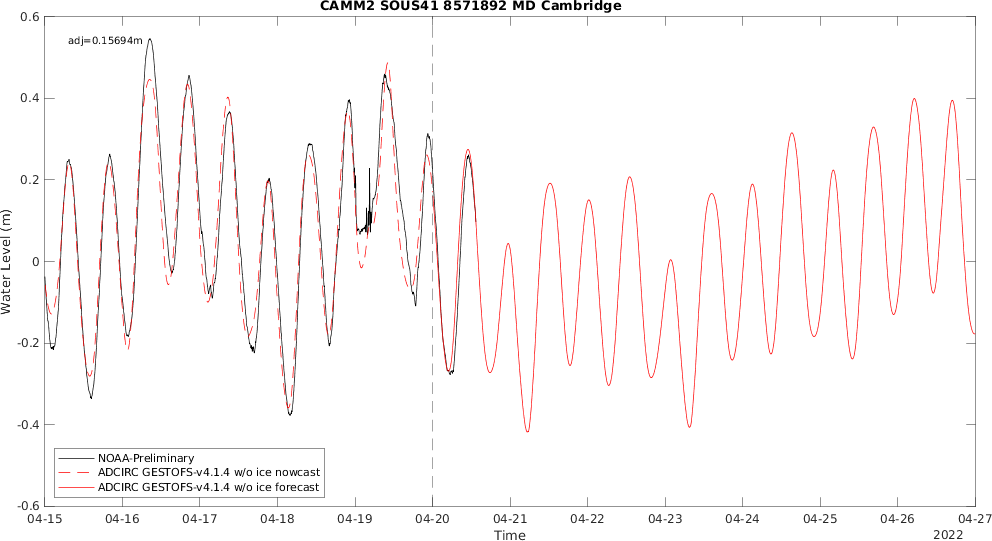 CAMM2 SOUS41 8571892 MD Cambridge
adj=0.15694m
0.6
0.4
0.2
0
-0.2
-0.4
-0.6
Water Level (m)
NOAA-Preliminary
ADCIRC GESTOFS-v4.1.4 w/o ice nowcast
ADCIRC GESTOFS-v4.1.4 w/o ice forecast
04-15 04-16 04-17 04-18 04-19 04-20 04-21 04-22 04-23 04-24 04-25 04-26 04-27
Time
2022